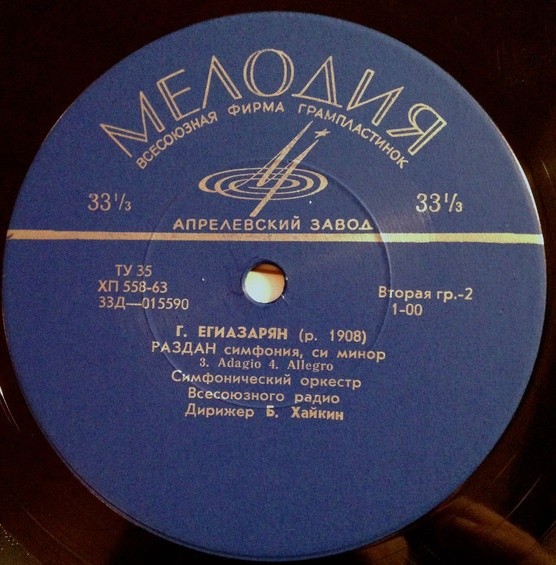 МЕЛОДИЯ
ВСЕСОЮЗНАЯ ФИРМА ГРАМПЛАСТИНОК
33⅓ 33⅓
АПРЕЛЕВСКИЙ ЗАВОД
ТУ 35
ХП 558-63
33Д—015590
Вторая гр.-2
1-00
Г. ЕГИАЗАРЯН (р. 1908)
РАЗДАН симфония, си минор
3. Adagio 4. Allegro
Симфонический оркестр
Всесоюзного радио
Дирижер Б. Хайкин